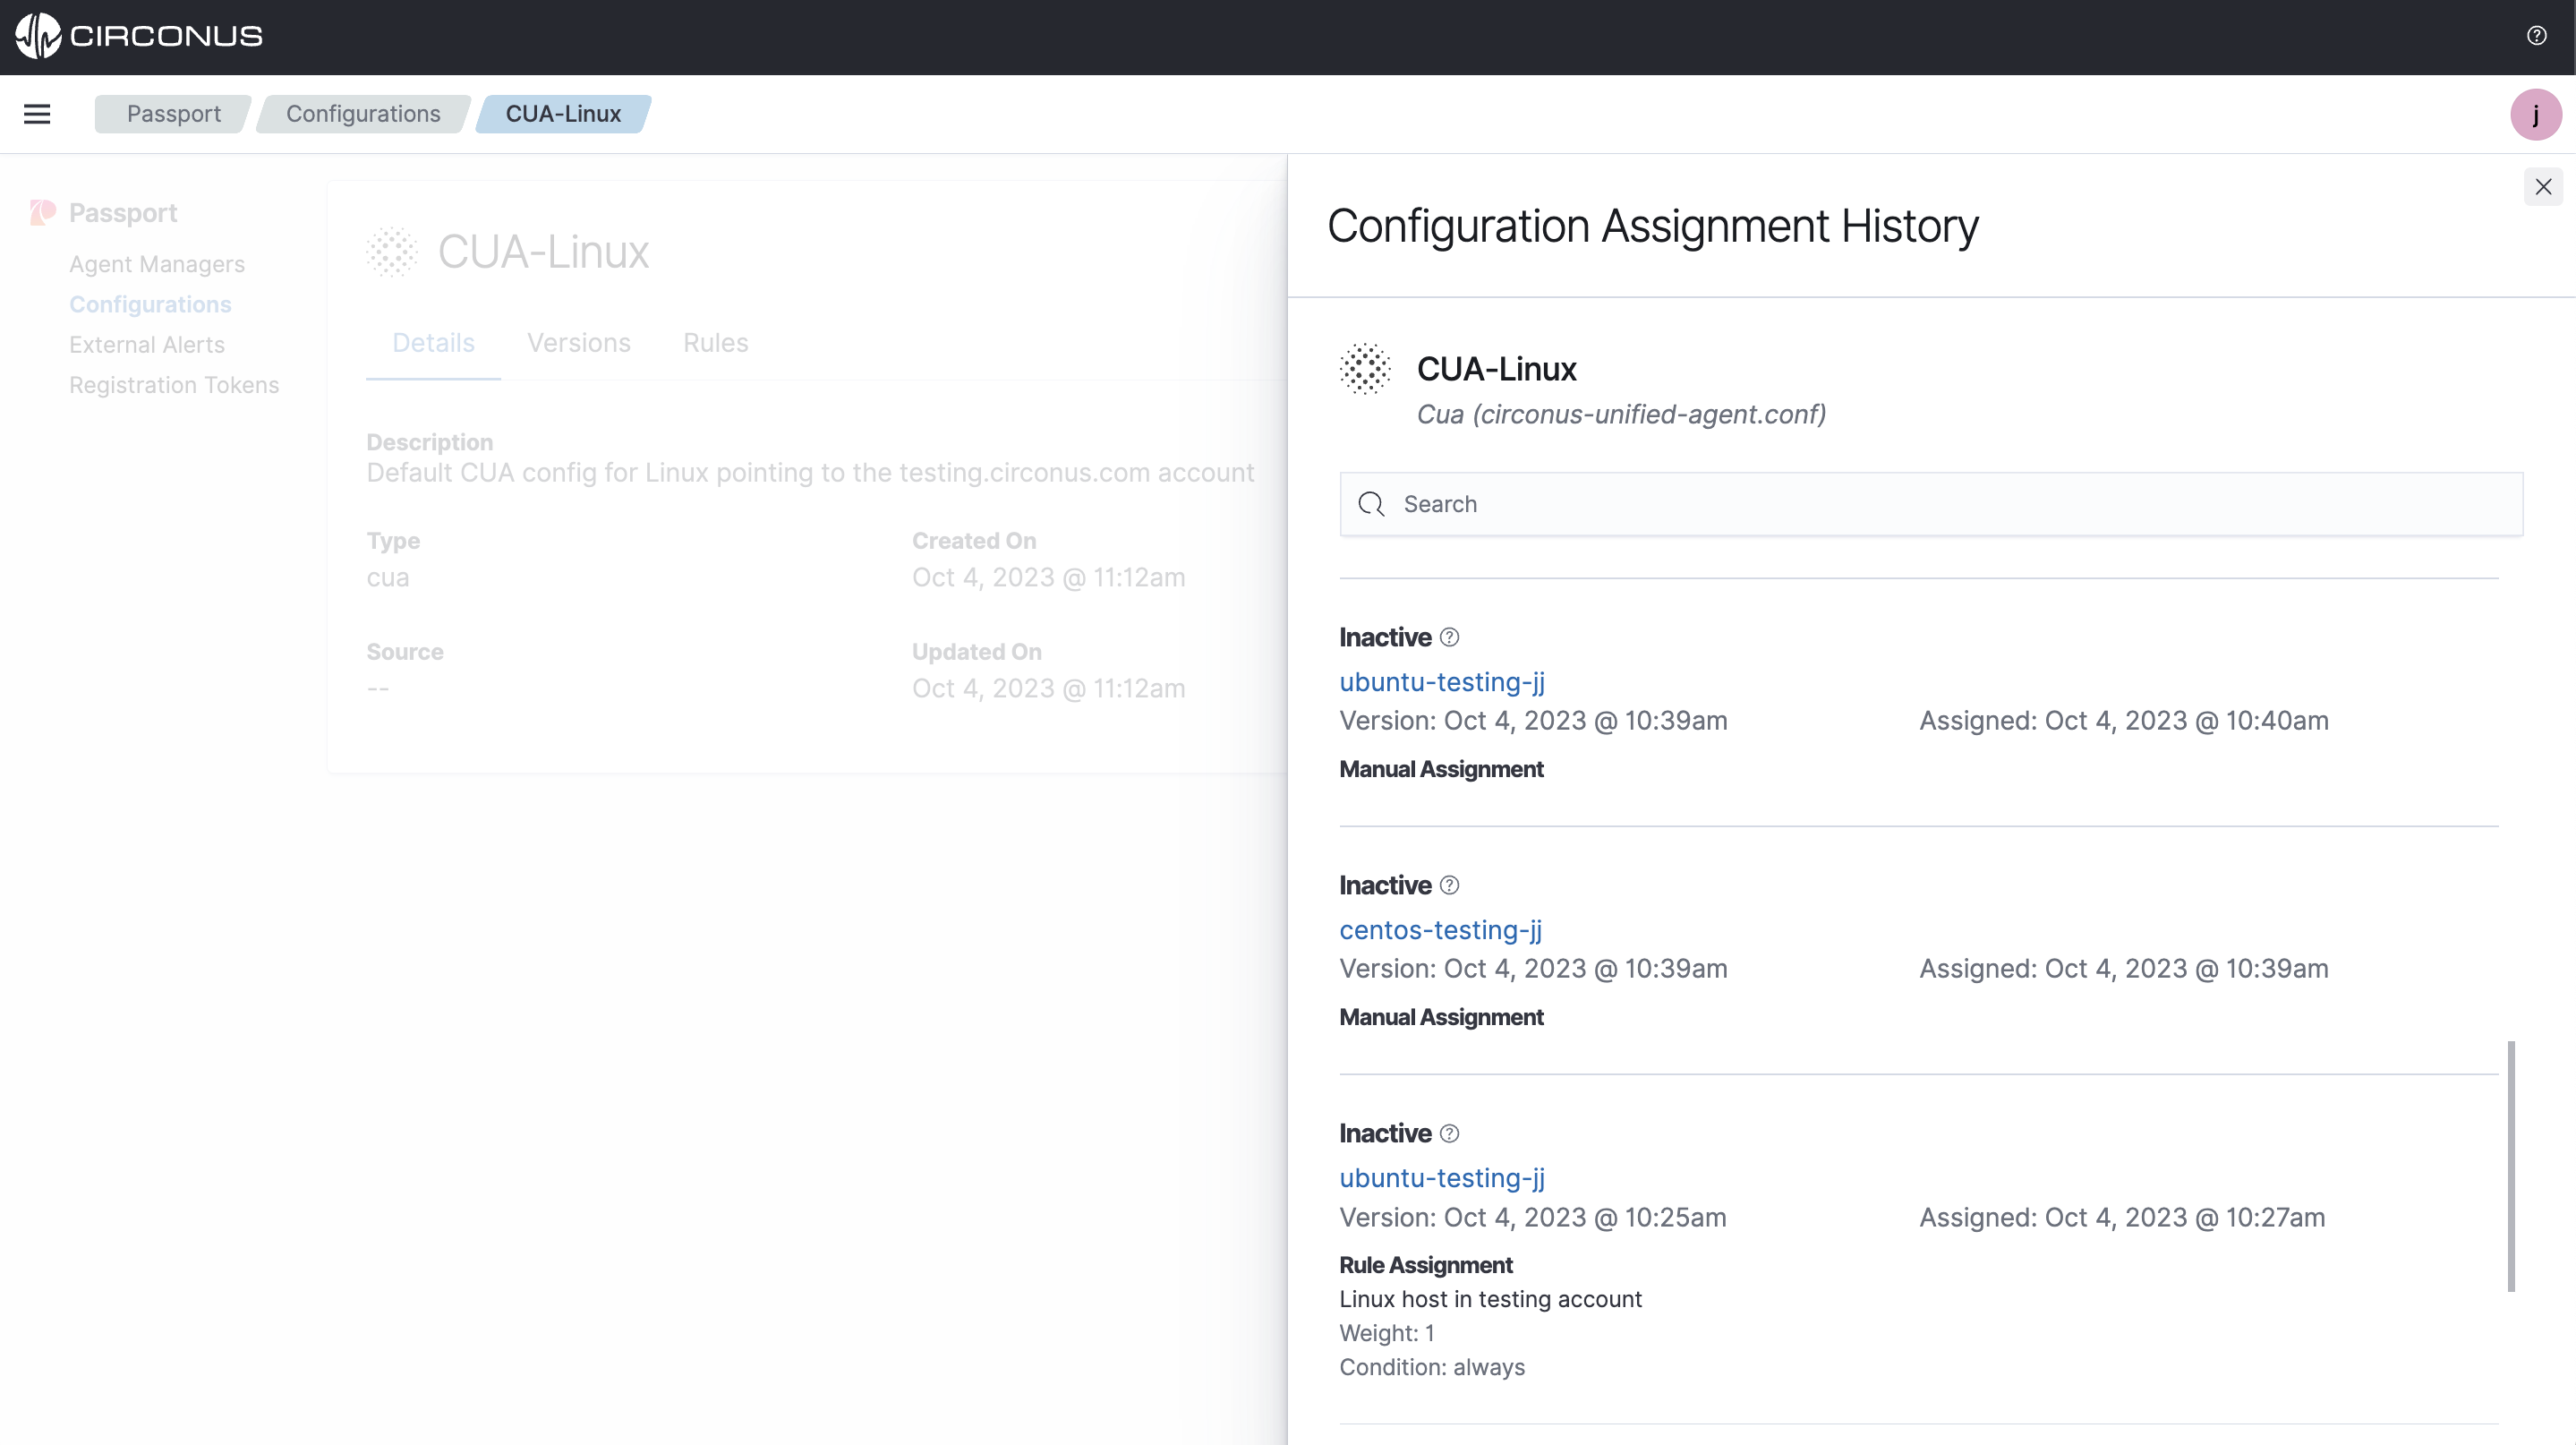 CIRCONUS
Passport
Configurations
CUA-Linux
j
Passport
Agent Managers
Configurations
External Alerts
Registration Tokens
CUA-Linux
Details
Versions
Rules
Description
Default CUA config for Linux pointing to the testing.circonus.com account
Type
cua
Created On
Oct 4, 2023 @ 11:12am
Source
--
Updated On
Oct 4, 2023 @ 11:12am
Configuration Assignment History
CUA-Linux
Cua (circonus-unified-agent.conf)
Search
Inactive
ubuntu-testing-jj
Version: Oct 4, 2023 @ 10:39am
Assigned: Oct 4, 2023 @ 10:40am
Manual Assignment
Inactive
centos-testing-jj
Version: Oct 4, 2023 @ 10:39am
Assigned: Oct 4, 2023 @ 10:39am
Manual Assignment
Inactive
ubuntu-testing-jj
Version: Oct 4, 2023 @ 10:25am
Assigned: Oct 4, 2023 @ 10:27am
Rule Assignment
Linux host in testing account
Weight: 1
Condition: always